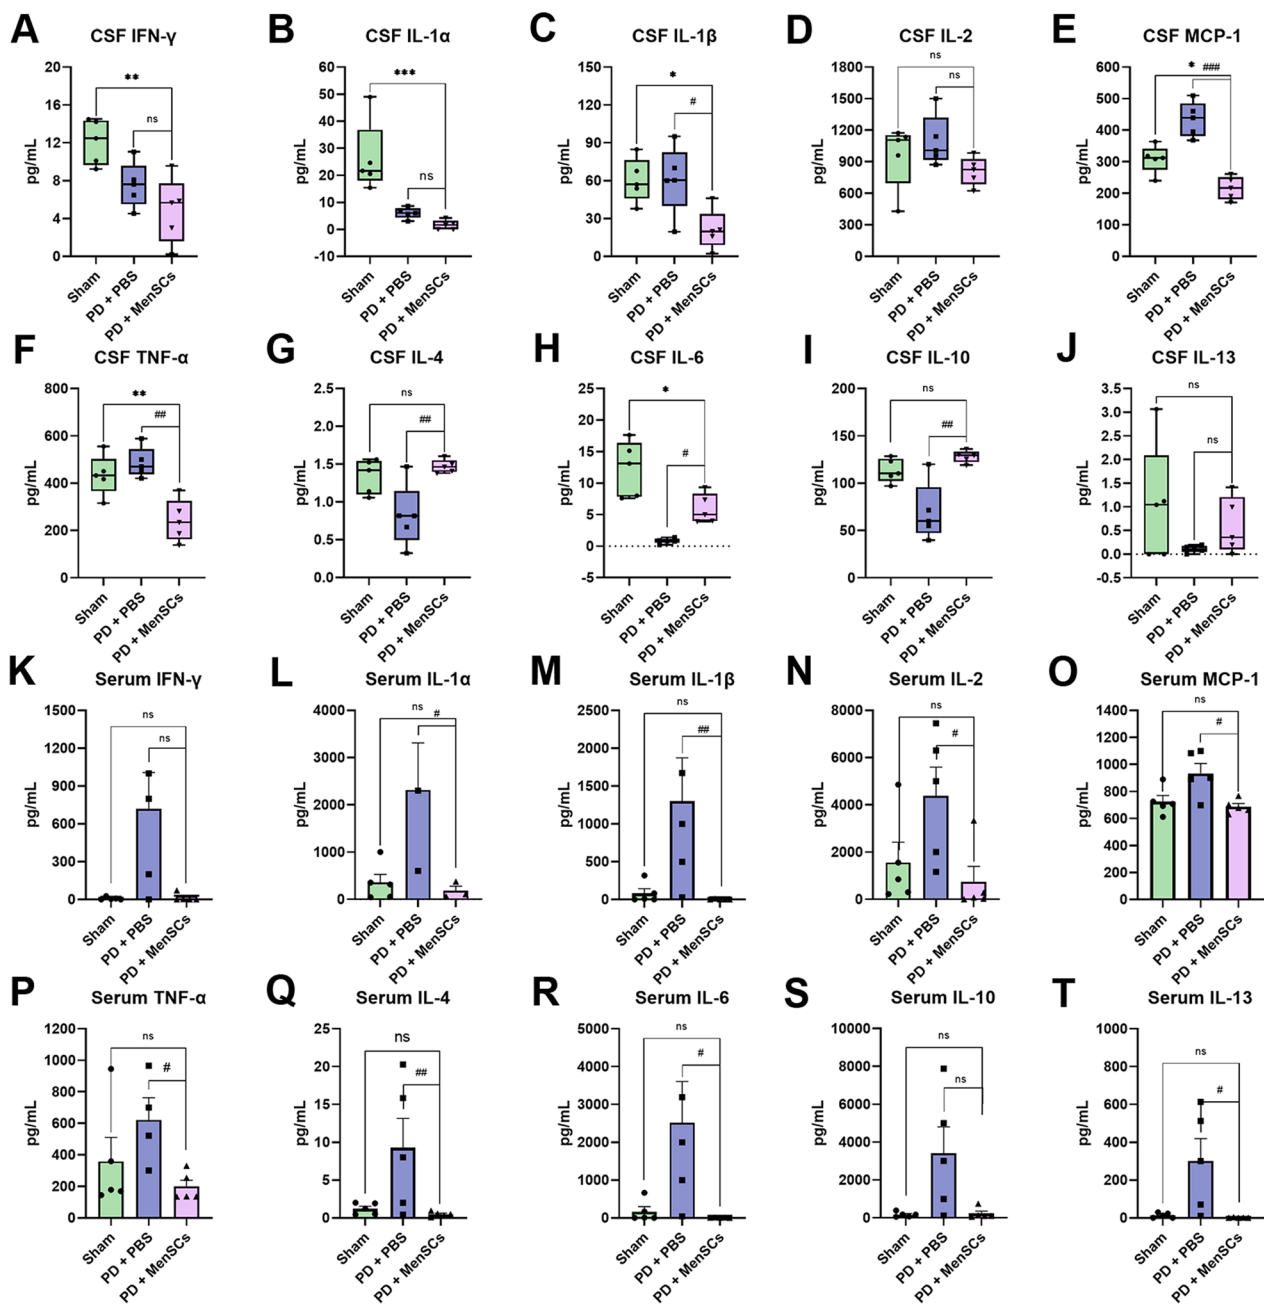 A
CSF IFN-γ
pg/mL
20
16
12
8
4
0
**
ns
Sham
PD + PBS
PD + MenSCs
B
CSF IL-1α
pg/mL
60
50
40
30
20
10
0
-10
***
ns
Sham
PD + PBS
PD + MenSCs
C
CSF IL-1β
pg/mL
150
120
90
60
30
0
*
#
Sham
PD + PBS
PD + MenSCs
D
CSF IL-2
pg/mL
1800
1500
1200
900
600
300
0
ns
ns
Sham
PD + PBS
PD + MenSCs
E
CSF MCP-1
pg/mL
600
500
400
300
200
100
0
*
###
Sham
PD + PBS
PD + MenSCs
F
CSF TNF-α
pg/mL
800
600
400
200
0
**
##
Sham
PD + PBS
PD + MenSCs
G
CSF IL-4
pg/mL
2.5
2.0
1.5
1.0
0.5
0.0
ns
##
Sham
PD + PBS
PD + MenSCs
H
CSF IL-6
pg/mL
25
20
15
10
5
0
-5
*
#
Sham
PD + PBS
PD + MenSCs
I
CSF IL-10
pg/mL
200
150
100
50
0
ns
##
Sham
PD + PBS
PD + MenSCs
J
CSF IL-13
pg/mL
3.5
3.0
2.5
2.0
1.5
1.0
0.5
0.0
-0.5
ns
ns
Sham
PD + PBS
PD + MenSCs
K
Serum IFN-γ
pg/mL
1500
1200
900
600
300
0
ns
ns
Sham
PD + PBS
PD + MenSCs
L
Serum IL-1α
pg/mL
4000
3000
2000
1000
0
ns
#
Sham
PD + PBS
PD + MenSCs
M
Serum IL-1β
pg/mL
2500
2000
1500
1000
500
0
ns
##
Sham
PD + PBS
PD + MenSCs
N
Serum IL-2
pg/mL
8000
6000
4000
2000
0
ns
#
Sham
PD + PBS
PD + MenSCs
O
Serum MCP-1
pg/mL
1400
1200
1000
800
600
400
200
0
ns
#
Sham
PD + PBS
PD + MenSCs
P
Serum TNF-α
pg/mL
1200
1000
800
600
400
200
0
ns
#
Sham
PD + PBS
PD + MenSCs
Q
Serum IL-4
pg/mL
25
20
15
10
5
0
ns
##
Sham
PD + PBS
PD + MenSCs
R
Serum IL-6
pg/mL
5000
4000
3000
2000
1000
0
ns
#
Sham
PD + PBS
PD + MenSCs
S
Serum IL-10
pg/mL
10000
8000
6000
4000
2000
0
ns
ns
Sham
PD + PBS
PD + MenSCs
T
Serum IL-13
pg/mL
1000
800
600
400
200
0
ns
#
Sham
PD + PBS
PD + MenSCs